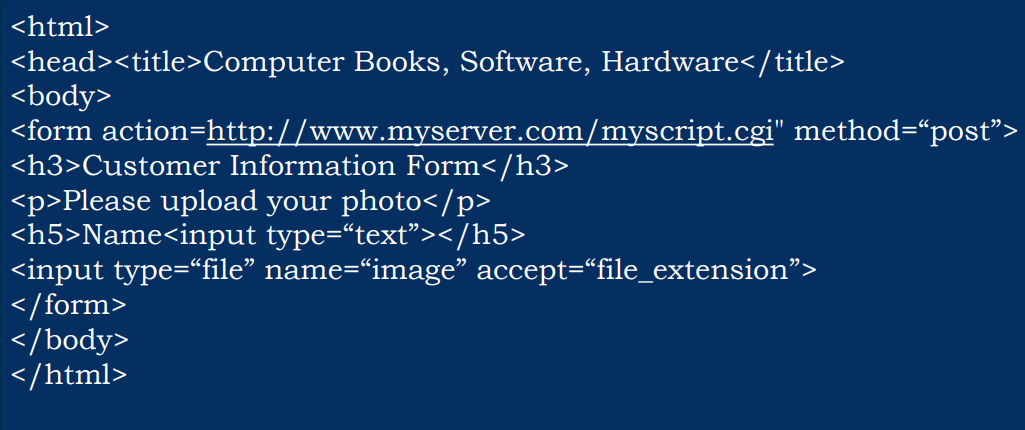 <html>
<head><title>Computer Books, Software, Hardware</title>
<body>
<form action=http://www.myserver.com/myscript.cgi" method=“post”>
<h3>Customer Information Form</h3>
<p>Please upload your photo</p>
<h5>Name<input type=“text”></h5>
<input type=“file” name=“image” accept=“file_extension”>
</form>
</body>
</html>